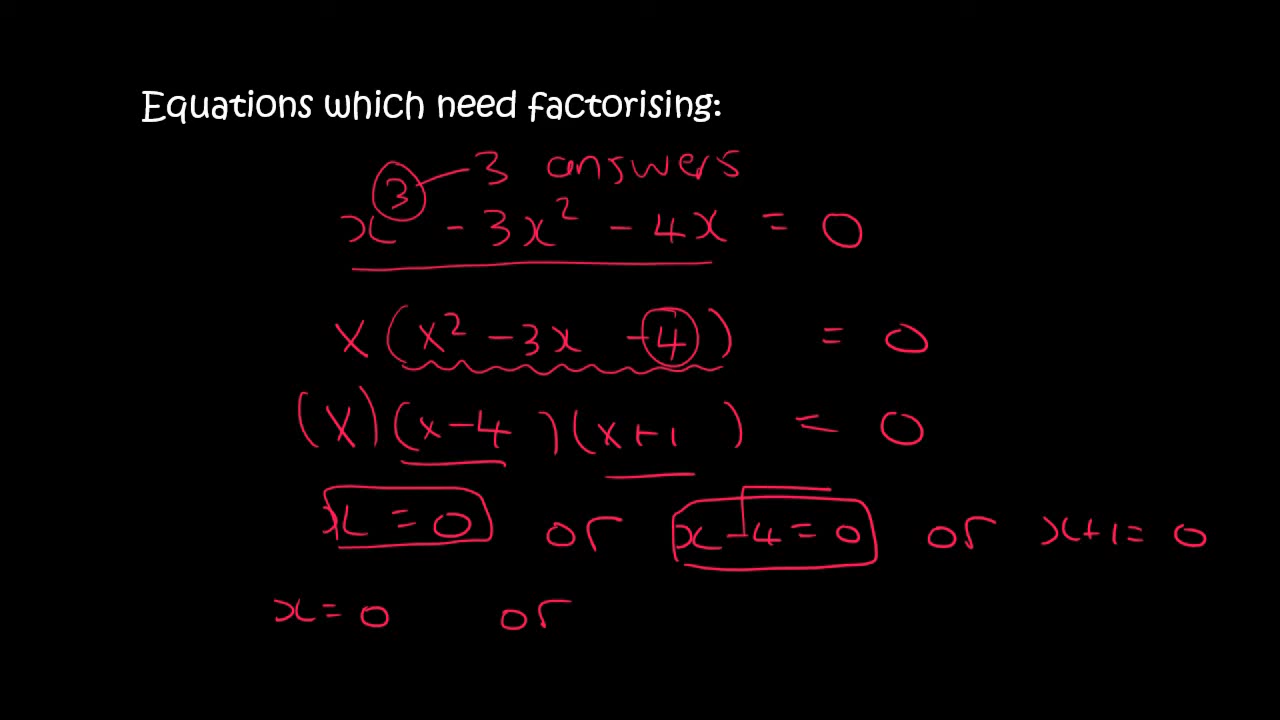 Equations which need factorising:
3 answers
x³ - 3x² - 4x = 0
x(x² - 3x - 4) = 0
(x)(x-4)(x+1) = 0
x = 0 or x-4=0 or x+1= 0
x= 0 or